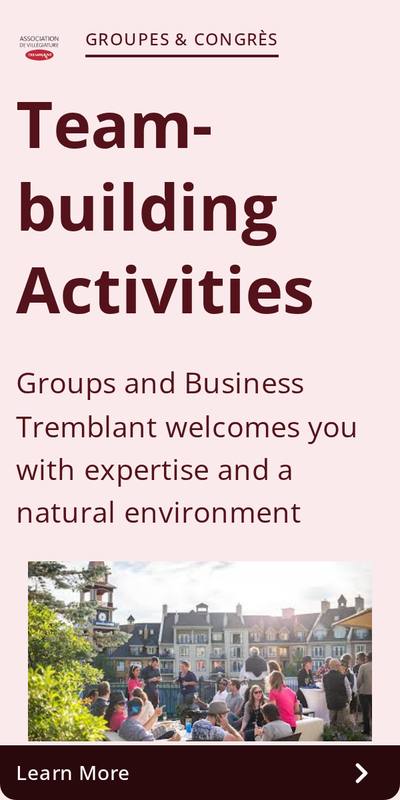 ASSOCIATION
DE VILLÉGIATURE
TREMBLANT
GROUPES & CONGRÈS
Team-
building
Activities
Groups and Business
Tremblant welcomes you
with expertise and a
natural environment
Learn More